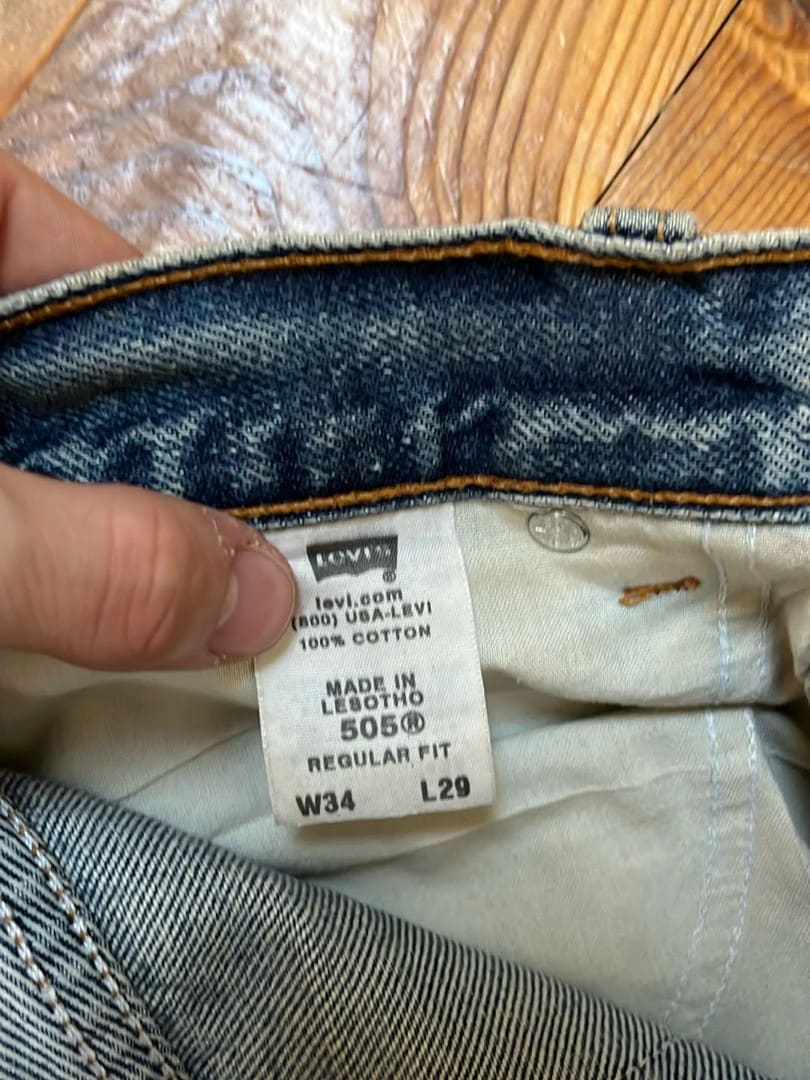 LEVI'S
®
levi.com
(800) USA-LEVI
100% COTTON
MADE IN
LESOTHO
505®
REGULAR FIT
W34 L29